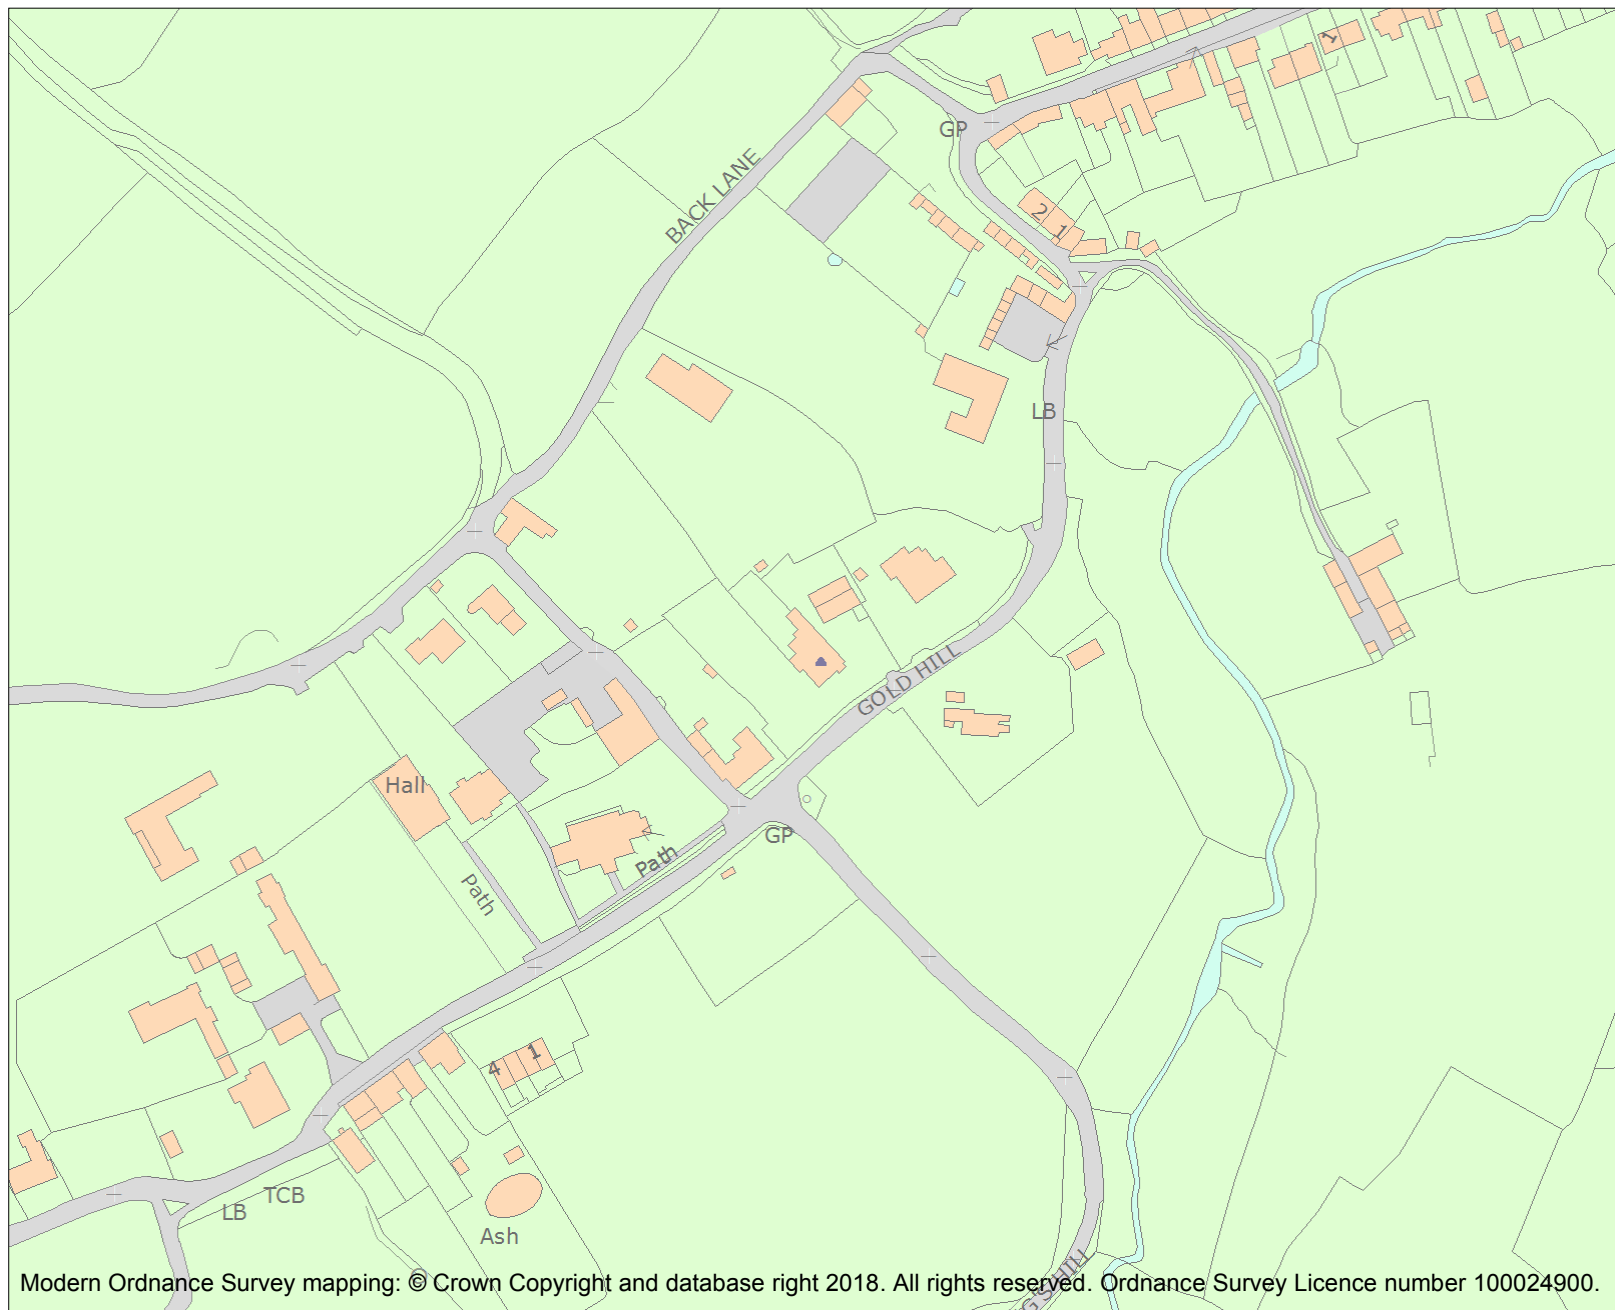 1
GP
BACK LANE
2
1
LB
GOLD HILL
Hall
GP
Path
Path
1
4
TCB
LB
Ash
G'S HILL
Modern Ordnance Survey mapping: © Crown Copyright and database right 2018. All rights reserved. Ordnance Survey Licence number 100024900.